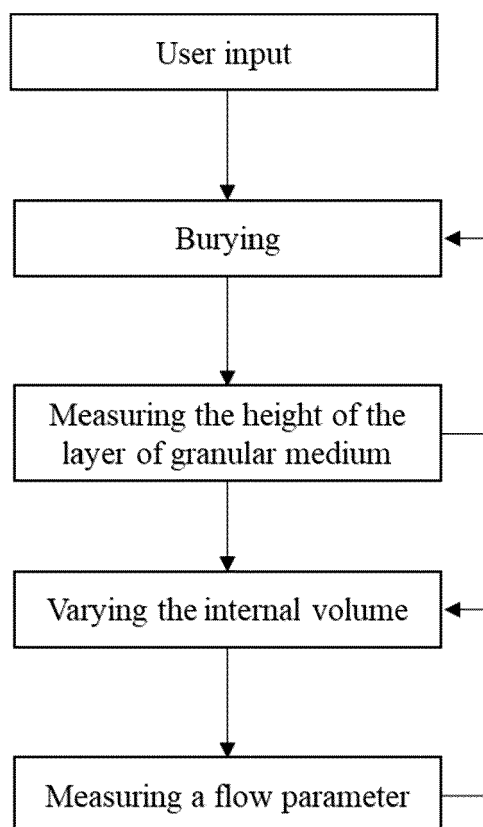 User input
Burying
Measuring the height of the
layer of granular medium
Varying the internal volume
Measuring a flow parameter